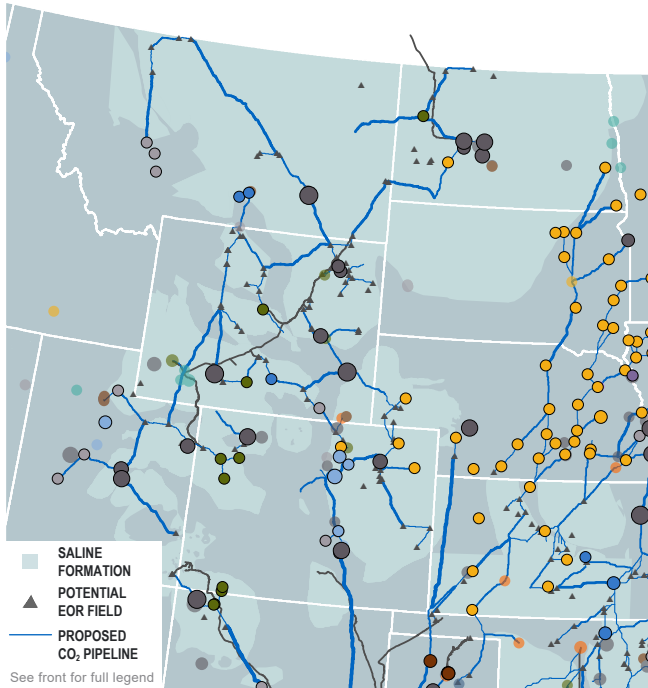 SALINE
FORMATION
POTENTIAL
EOR FIELD
PROPOSED
CO₂ PIPELINE
See front for full legend